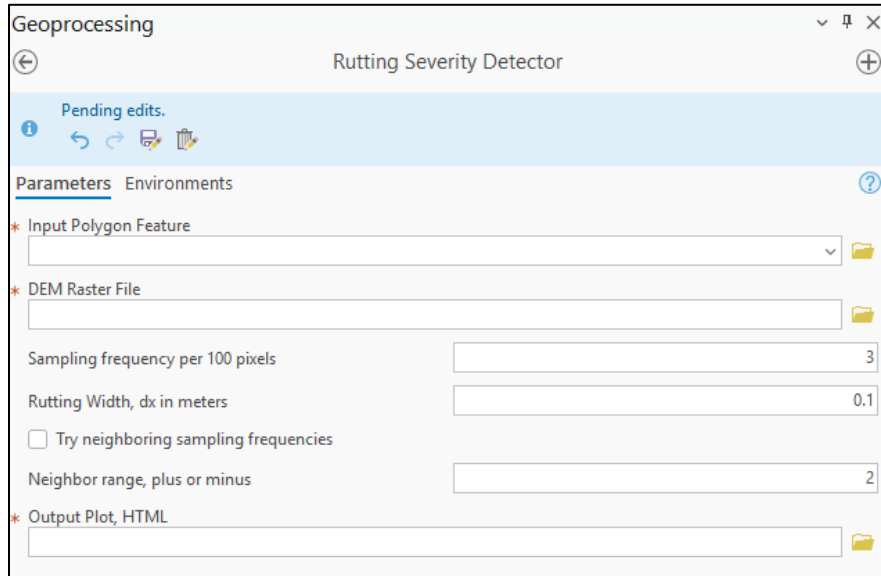 Geoprocessing
Rutting Severity Detector
Pending edits.
Parameters Environments
* Input Polygon Feature
* DEM Raster File
Sampling frequency per 100 pixels 3
Rutting Width, dx in meters 0.1
Try neighboring sampling frequencies
Neighbor range, plus or minus 2
* Output Plot, HTML